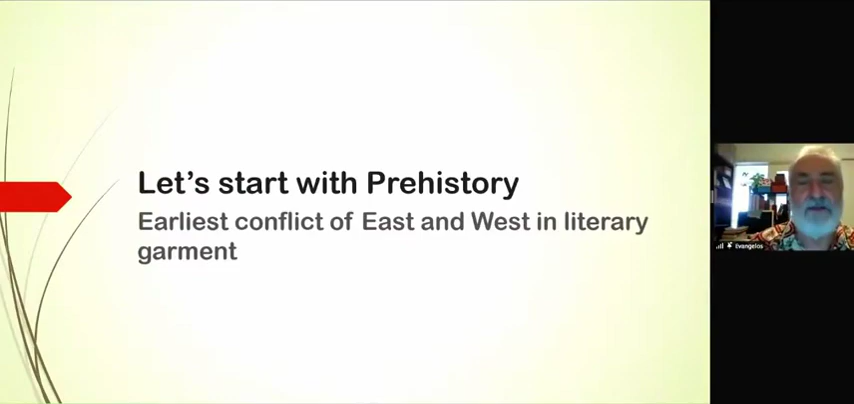 Let's start with Prehistory
Earliest conflict of East and West in literary
garment
Evangelos